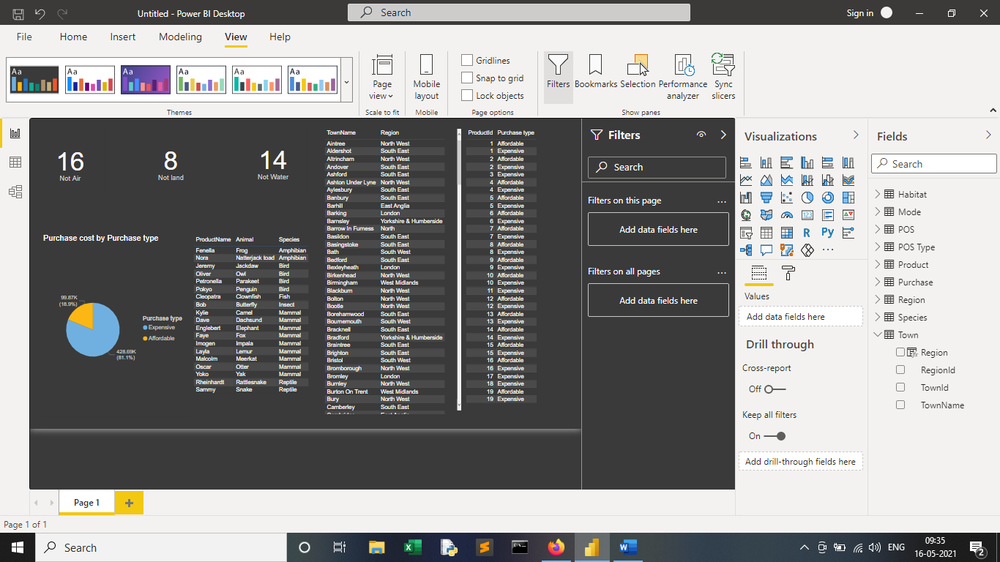 Untitled - Power BI Desktop
Search
Sign in
File
Home
Insert
Modeling
View
Help
Aa
Aa
Aa
Aa
Aa
Aa
Page view
Mobile layout
Gridlines
Snap to grid
Lock objects
Filters
Bookmarks
Selection
Performance analyzer
Sync slicers
Themes
Scale to fit
Mobile
Page options
Show panes
16
Not Air
8
Not land
14
Not Water
Purchase cost by Purchase type
99.87K
(18.9%)
428.69K
(81.1%)
Purchase type
Expensive
Affordable
ProductName Animal Species
Fenella Frog Amphibian
Nora Natterjack toad Amphibian
Jeremy Jackdaw Bird
Oliver Owl Bird
Petronella Parakeet Bird
Pokyo Penguin Bird
Cleopatra Clownfish Fish
Bob Butterfly Insect
Kylie Camel Mammal
Dave Dachsund Mammal
Englebert Elephant Mammal
Faye Fox Mammal
Imogen Impala Mammal
Layla Lemur Mammal
Malcolm Meerkat Mammal
Oscar Otter Mammal
Yoko Yak Mammal
Rheinhardt Rattlesnake Reptile
Sammy Snake Reptile
TownName Region
Aintree North West
Aldershot South East
Altrincham North West
Andover South East
Ashford South East
Ashton Under Lyne North West
Aylesbury South East
Banbury South East
Barhill East Anglia
Barking London
Barnsley Yorkshire & Humberside
Barrow In Furness North
Basildon South East
Basingstoke South East
Bath South West
Bedford South East
Bexleyheath London
Birkenhead North West
Birmingham West Midlands
Blackburn North West
Bolton North West
Bootle North West
Borehamwood South East
Bournemouth South West
Bracknell South East
Bradford Yorkshire & Humberside
Braintree South East
Brighton South East
Bristol South West
Bromborough North West
Bromley London
Burnley North West
Burton On Trent West Midlands
Bury North West
Camberley South East
ProductId Purchase type
1 Affordable
1 Expensive
2 Affordable
2 Expensive
3 Expensive
4 Affordable
4 Expensive
5 Affordable
5 Expensive
6 Affordable
6 Expensive
7 Affordable
7 Expensive
8 Affordable
8 Expensive
9 Affordable
9 Expensive
10 Affordable
10 Expensive
11 Expensive
12 Affordable
12 Expensive
13 Affordable
13 Expensive
14 Affordable
14 Expensive
15 Affordable
15 Expensive
16 Affordable
16 Expensive
17 Expensive
18 Expensive
19 Affordable
19 Expensive
Filters
Search
Filters on this page
Add data fields here
Filters on all pages
Add data fields here
Visualizations
123
R
Py
Values
Add data fields here
Drill through
Cross-report
Off
Keep all filters
On
Add drill-through fields here
Fields
Search
Habitat
Mode
POS
POS Type
Product
Purchase
Region
Species
Town
Region
RegionId
TownId
TownName
Page 1
Page 1 of 1
Search
ENG
09:35
16-05-2021
2